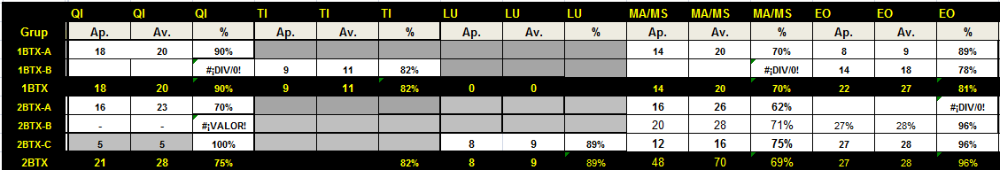 QI QI QI TI TI TI LU LU LU MA/MS MA/MS MA/MS EO EO EO
Grup Ap. Av. % Ap. Av. % Ap. Av. % Ap. Av. % Ap. Av. %
1BTX-A 18 20 90% 14 20 70% 8 9 89%
1BTX-B #¡DIV/0! 9 11 82% #¡DIV/0! 14 18 78%
1BTX 18 20 90% 9 11 82% 0 0 14 20 70% 22 27 81%
2BTX-A 16 23 70% 16 26 62% #¡DIV/0!
2BTX-B - - #¡VALOR! 20 28 71% 27% 28% 96%
2BTX-C 5 5 100% 8 9 89% 12 16 75% 27 28 96%
2BTX 21 28 75% 82% 8 9 89% 48 70 69% 27 28 96%